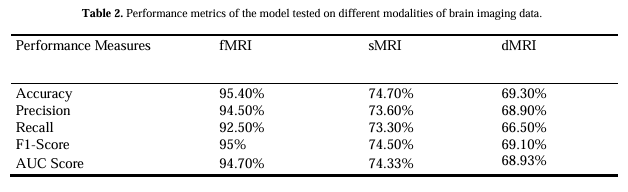 Table 2. Performance metrics of the model tested on different modalities of brain imaging data.
Performance Measures fMRI sMRI dMRI
Accuracy 95.40% 74.70% 69.30%
Precision 94.50% 73.60% 68.90%
Recall 92.50% 73.30% 66.50%
F1-Score 95% 74.50% 69.10%
AUC Score 94.70% 74.33% 68.93%